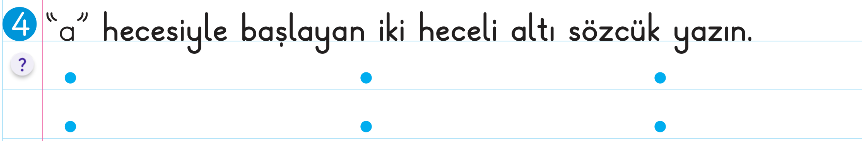 4 “a” hecesiyle başlayan iki heceli altı sözcük yazın.
?